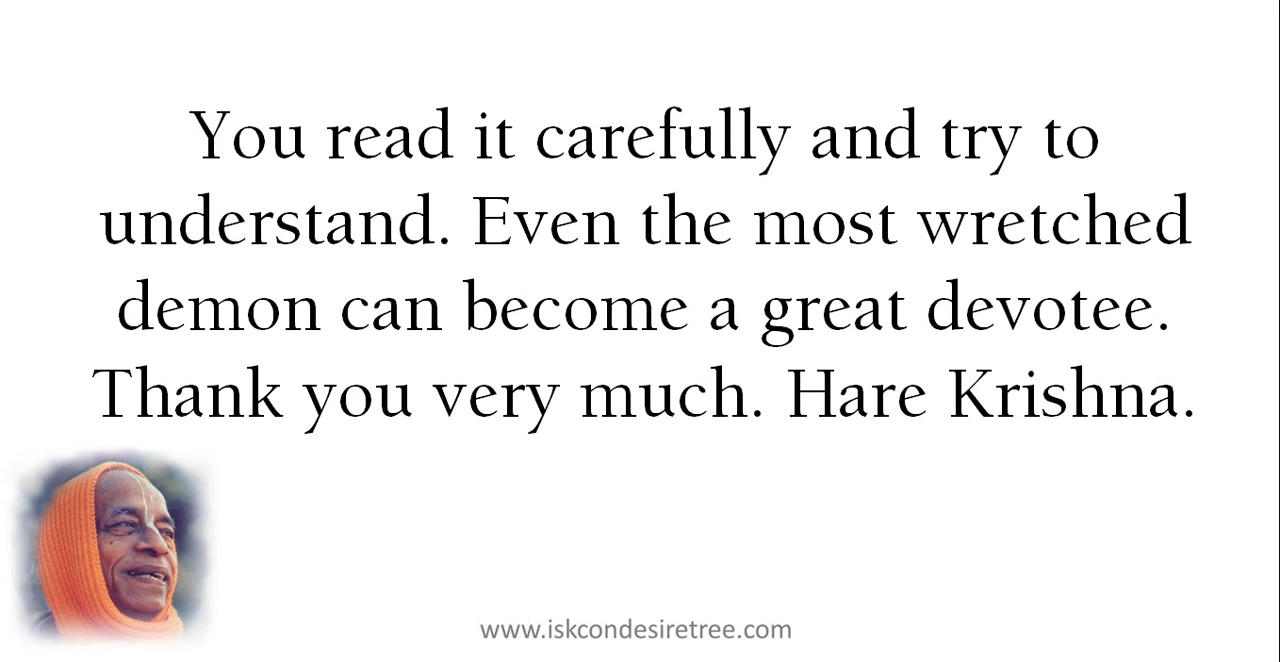 You read it carefully and try to
understand. Even the most wretched
demon can become a great devotee.
Thank you very much. Hare Krishna.
www.iskcondesiretree.com